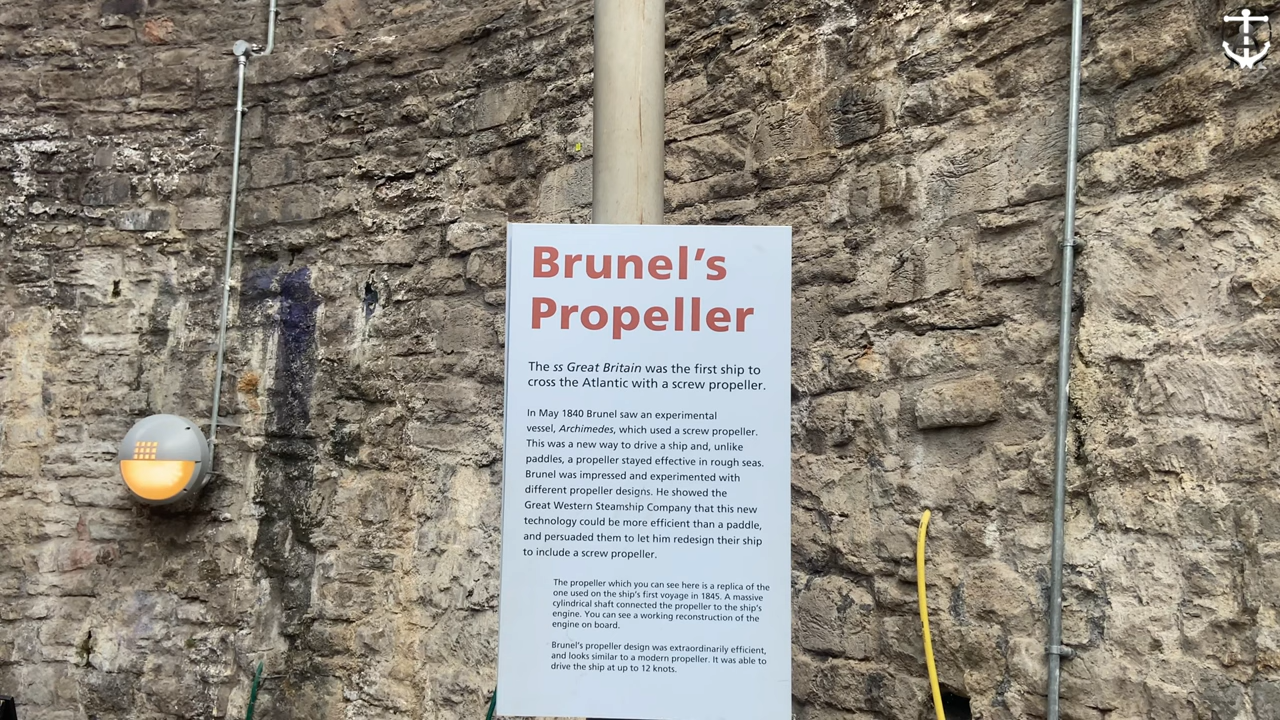 Brunel's
Propeller
The ss Great Britain was the first ship to
cross the Atlantic with a screw propeller.
In May 1840 Brunel saw an experimental
vessel, Archimedes, which used a screw propeller.
This was a new way to drive a ship and, unlike
paddles, a propeller stayed effective in rough seas.
Brunel was impressed and experimented with
different propeller designs. He showed the
Great Western Steamship Company that this new
technology could be more efficient than a paddle,
and persuaded them to let him redesign their ship
to include a screw propeller.
The propeller which you can see here is a replica of the
one used on the ship's first voyage in 1845. A massive
cylindrical shaft connected the propeller to the ship's
engine. You can see a working reconstruction of the
engine on board.
Brunel's propeller design was extraordinarily efficient,
and looks similar to a modern propeller. It was able to
drive the ship at up to 12 knots.